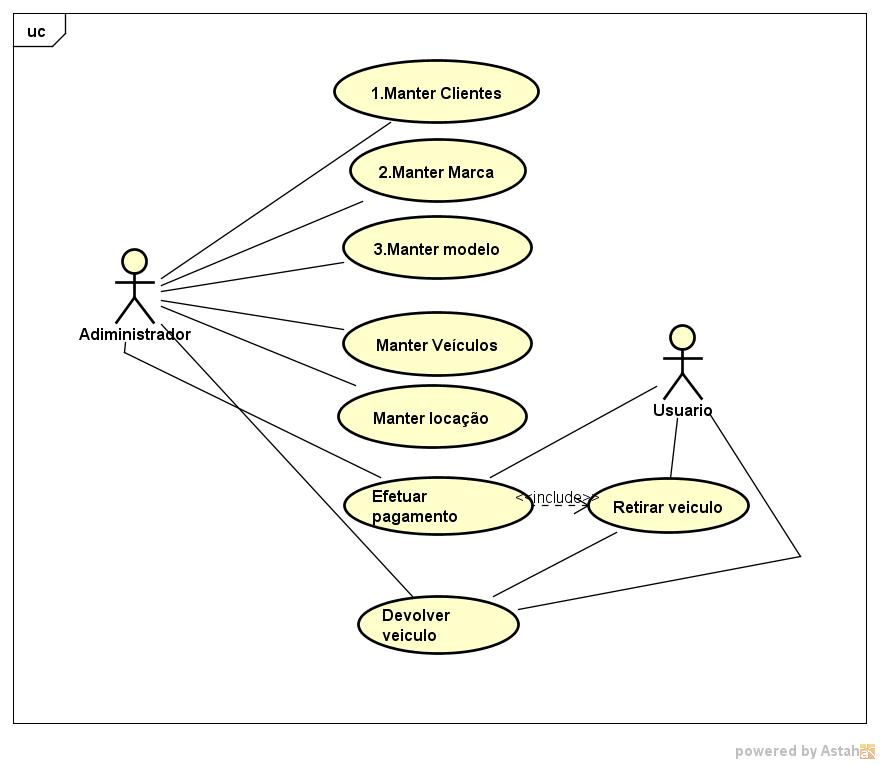 uc
1.Manter Clientes
2.Manter Marca
3.Manter modelo
Adiministrador
Manter Veículos
Usuario
Manter locação
Efetuar
pagamento
<<include>>
Retirar veiculo
Devolver
veiculo
powered by Astah